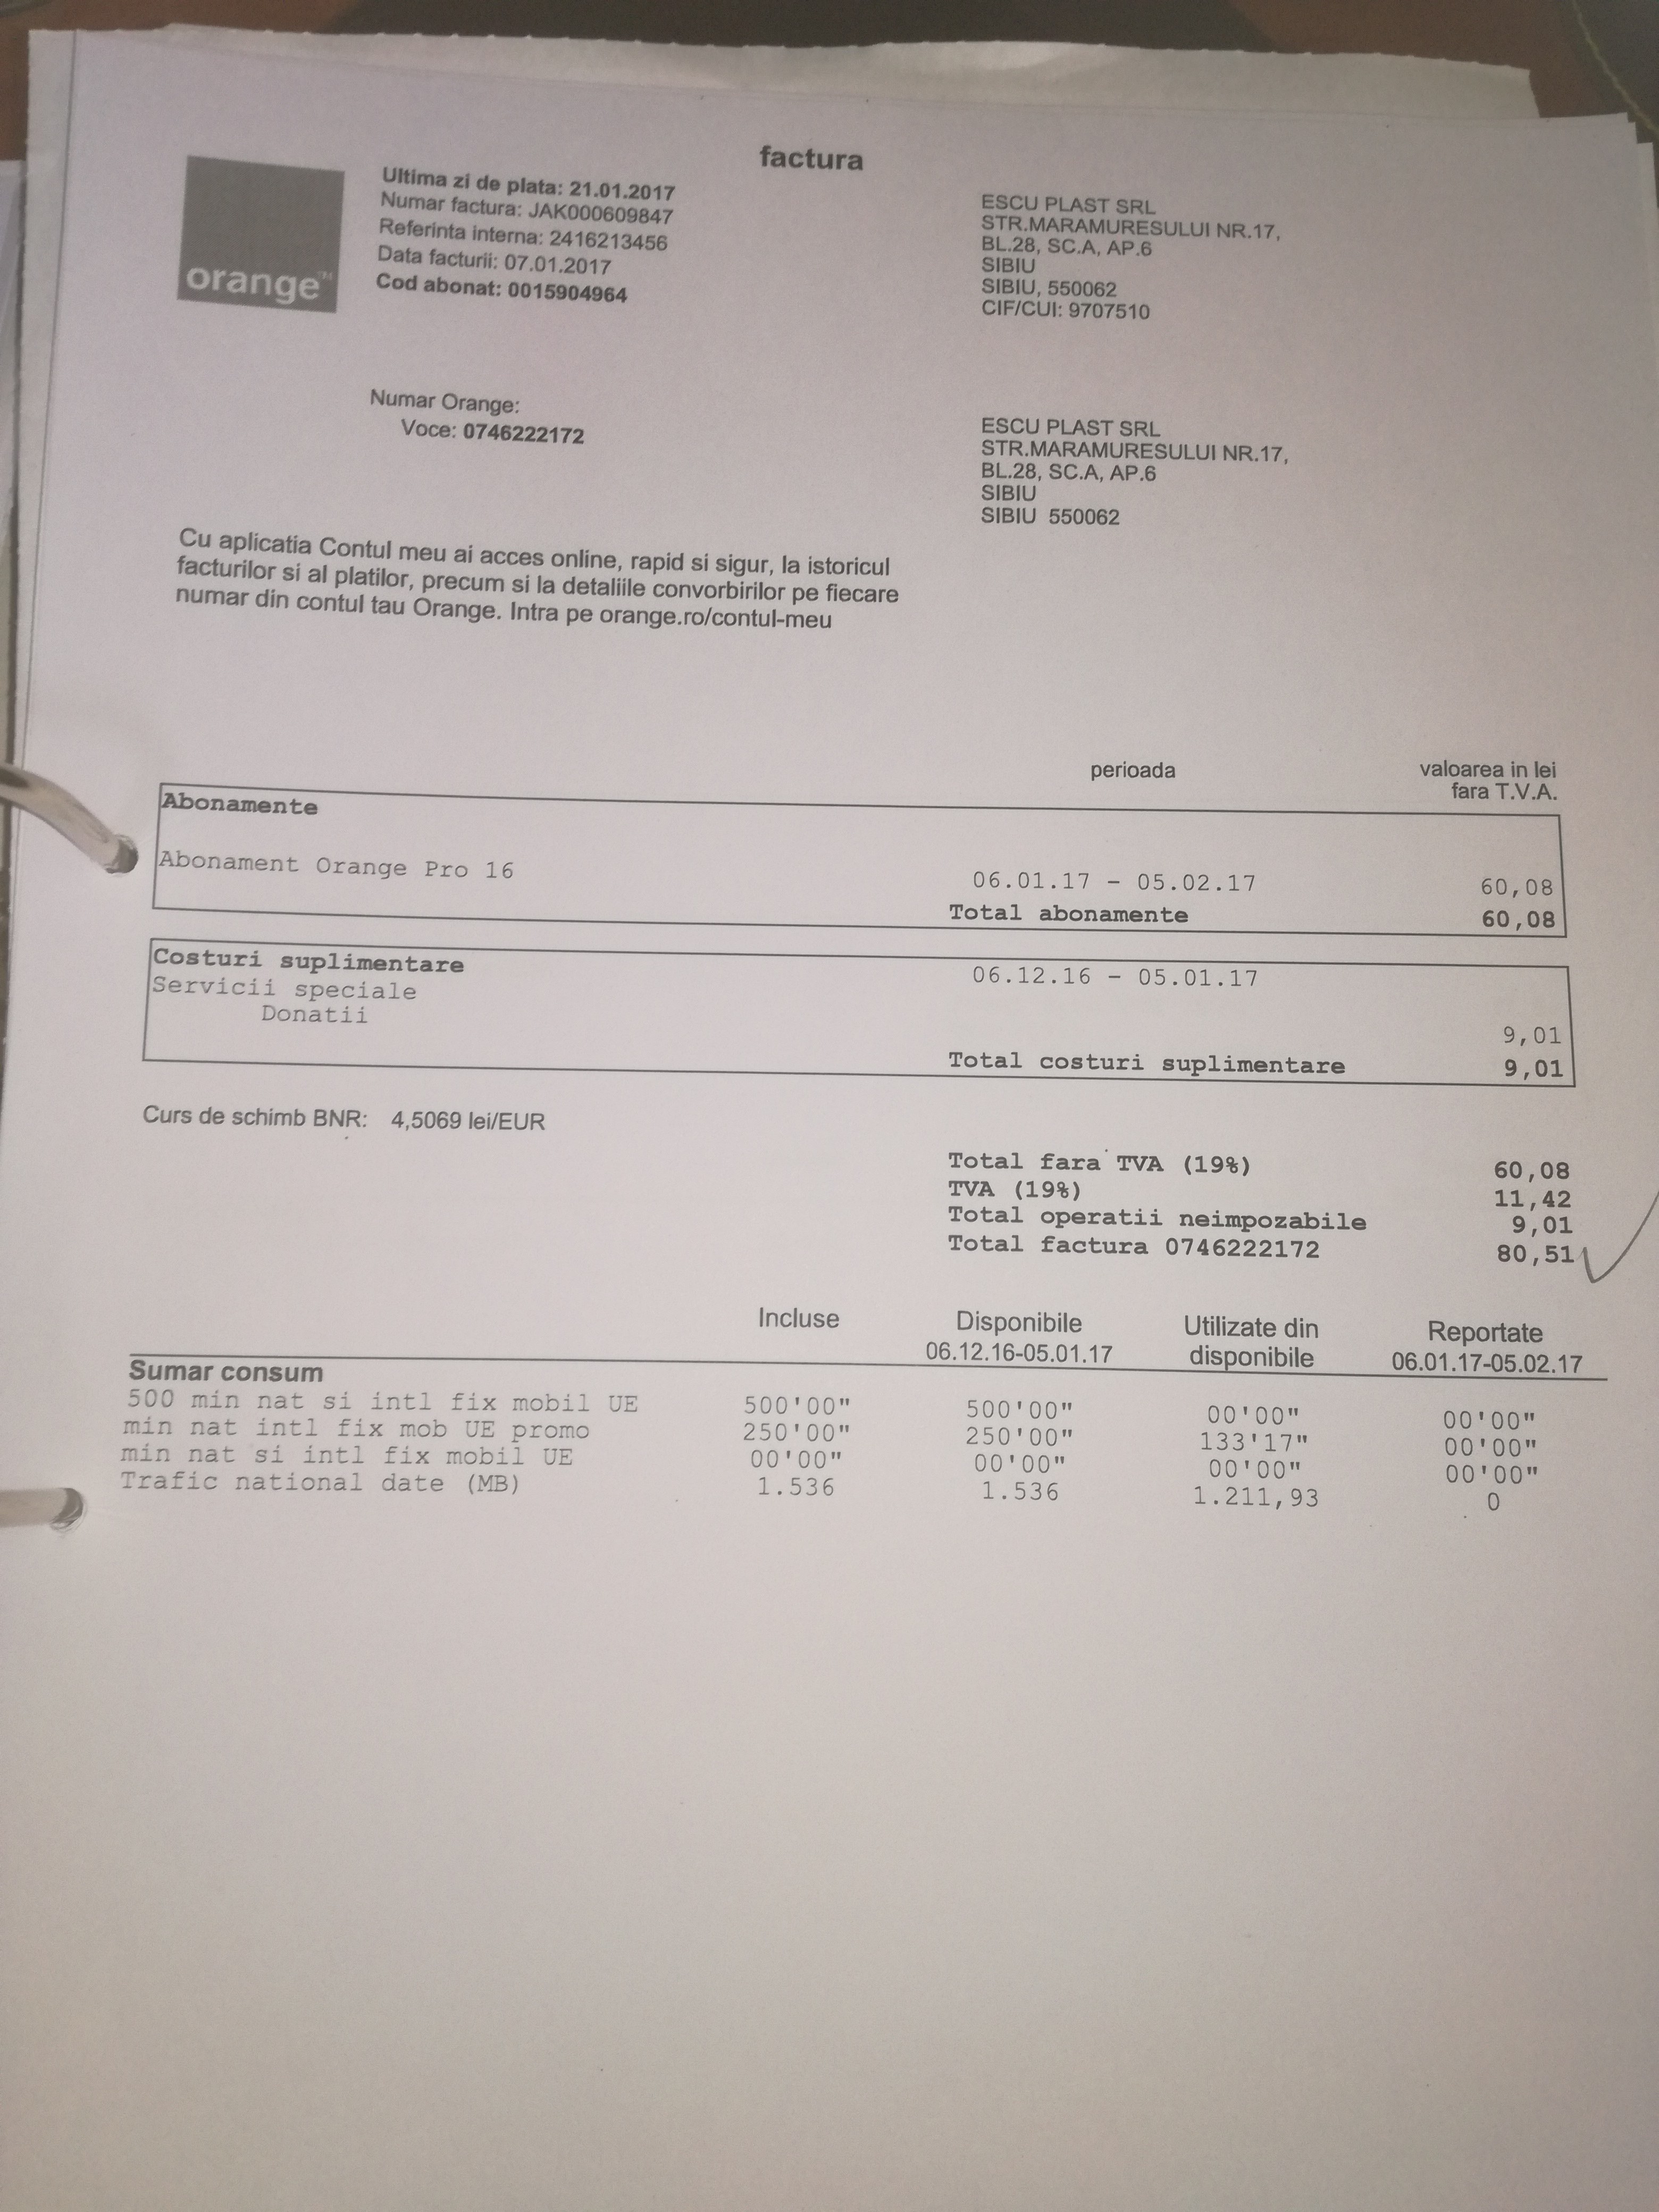 factura
orange™
Ultima zi de plata: 21.01.2017
Numar factura: JAK000609847
Referinta interna: 2416213456
Data facturii: 07.01.2017
Cod abonat: 0015904964
ESCU PLAST SRL
STR.MARAMURESULUI NR.17,
BL.28, SC.A, AP.6
SIBIU
SIBIU, 550062
CIF/CUI: 9707510
Numar Orange:
Voce: 0746222172
ESCU PLAST SRL
STR.MARAMURESULUI NR.17,
BL.28, SC.A, AP.6
SIBIU
SIBIU 550062
Cu aplicatia Contul meu ai acces online, rapid si sigur, la istoricul
facturilor si al platilor, precum si la detaliile convorbirilor pe fiecare
numar din contul tau Orange. Intra pe orange.ro/contul-meu
perioada valoarea in lei
fara T.V.A.
Abonamente
Abonament Orange Pro 16 06.01.17 - 05.02.17 60,08
Total abonamente 60,08
Costuri suplimentare 06.12.16 - 05.01.17
Servicii speciale
Donatii 9,01
Total costuri suplimentare 9,01
Curs de schimb BNR: 4,5069 lei/EUR
Total fara TVA (19%) 60,08
TVA (19%) 11,42
Total operatii neimpozabile 9,01
Total factura 0746222172 80,51
Incluse Disponibile Utilizate din Reportate
06.12.16-05.01.17 disponibile 06.01.17-05.02.17
Sumar consum
500 min nat si intl fix mobil UE 500'00" 500'00" 00'00" 00'00"
min nat intl fix mob UE promo 250'00" 250'00" 133'17" 00'00"
min nat si intl fix mobil UE 00'00" 00'00" 00'00" 00'00"
Trafic national date (MB) 1.536 1.536 1.211,93 0